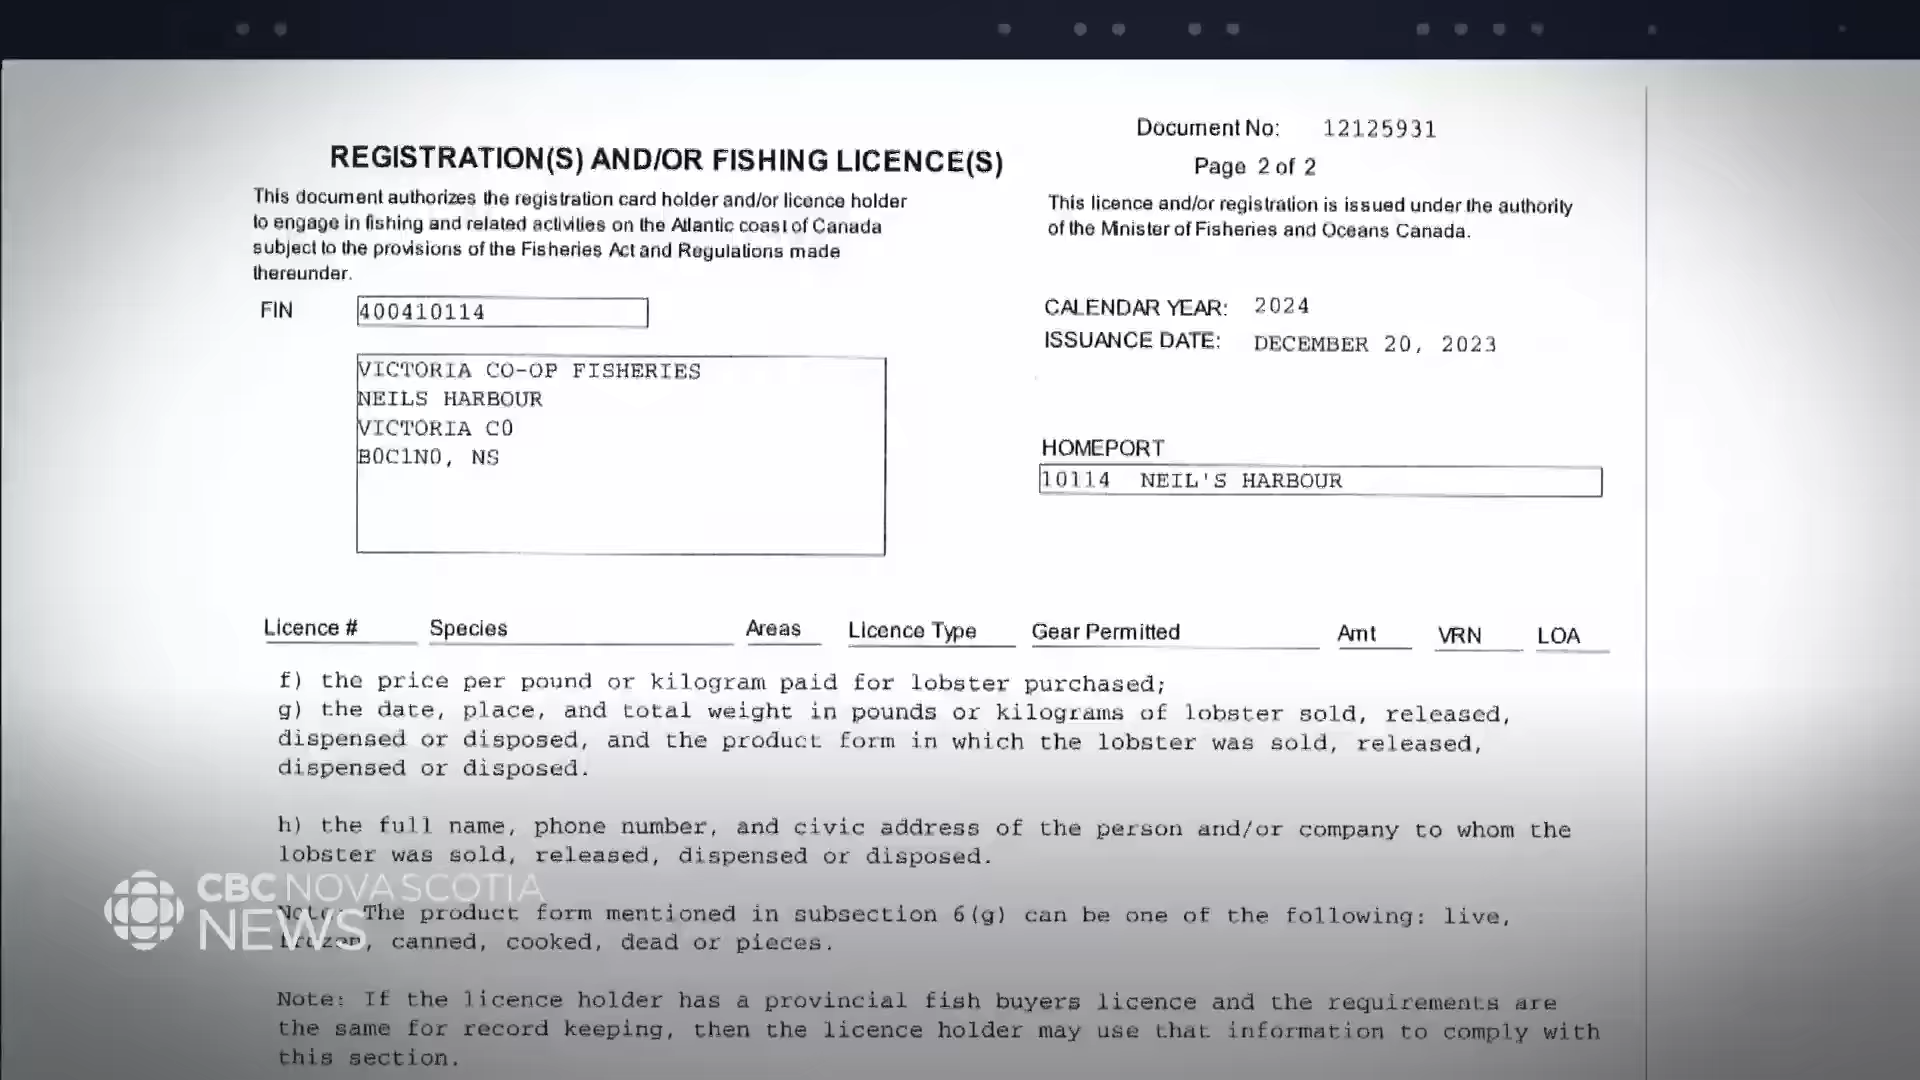 Document No: 12125931
REGISTRATION(S) AND/OR FISHING LICENCE(S)
Page 2 of 2
This document authorizes the registration card holder and/or licence holder
to engage in fishing and related activities on the Atlantic coast of Canada
subject to the provisions of the Fisheries Act and Regulations made
thereunder.
This licence and/or registration is issued under the authority
of the Minister of Fisheries and Oceans Canada.
FIN 400410114
CALENDAR YEAR: 2024
ISSUANCE DATE: DECEMBER 20, 2023
VICTORIA CO-OP FISHERIES
NEILS HARBOUR
VICTORIA CO
B0C1N0, NS
HOMEPORT
10114 NEIL'S HARBOUR
Licence # Species Areas Licence Type Gear Permitted Amt VRN LOA
f) the price per pound or kilogram paid for lobster purchased;
g) the date, place, and total weight in pounds or kilograms of lobster sold, released,
dispensed or disposed, and the product form in which the lobster was sold, released,
dispensed or disposed.
h) the full name, phone number, and civic address of the person and/or company to whom the
lobster was sold, released, dispensed or disposed.
Note: The product form mentioned in subsection 6(g) can be one of the following: live,
frozen, canned, cooked, dead or pieces.
Note: If the licence holder has a provincial fish buyers licence and the requirements are
the same for record keeping, then the licence holder may use that information to comply with
this section.
CBC NOVA SCOTIA
NEWS